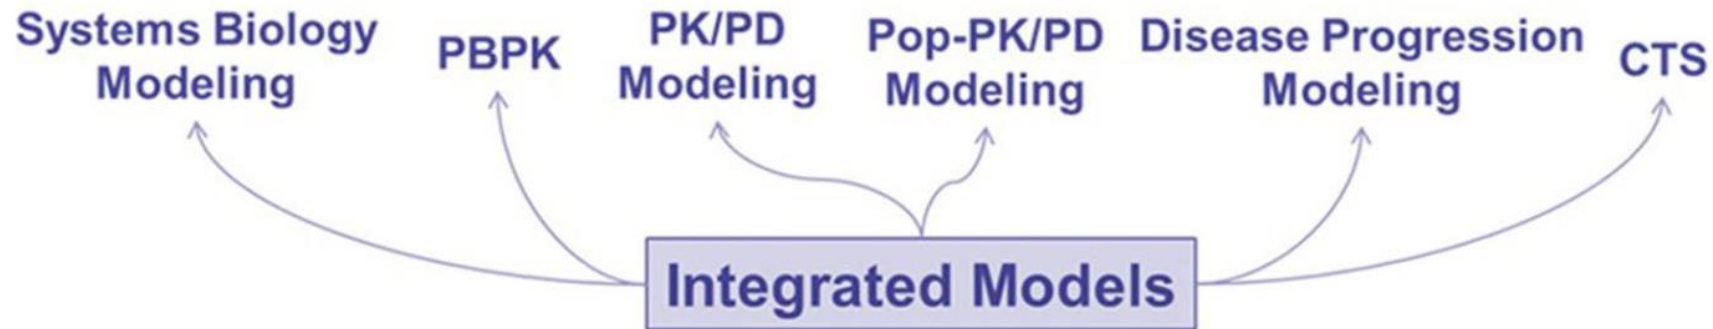 Systems Biology
Modeling
PBPK
PK/PD
Modeling
Pop-PK/PD
Modeling
Disease Progression
Modeling
CTS
Integrated Models